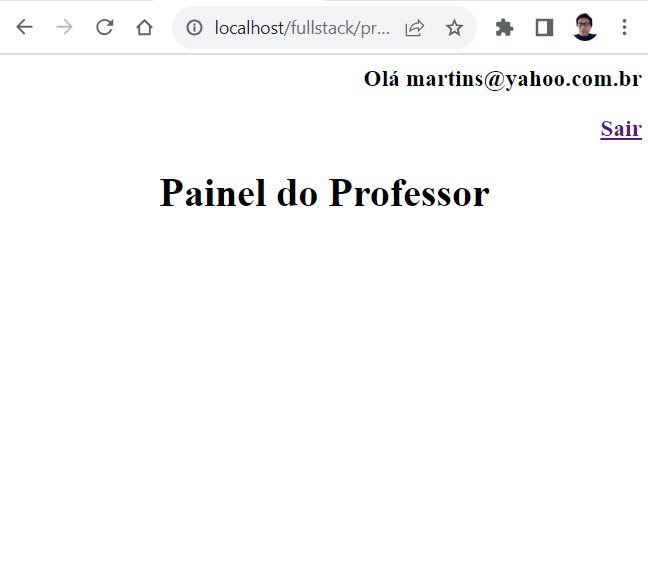 localhost/fullstack/pr...
Olá martins@yahoo.com.br
Sair
Painel do Professor